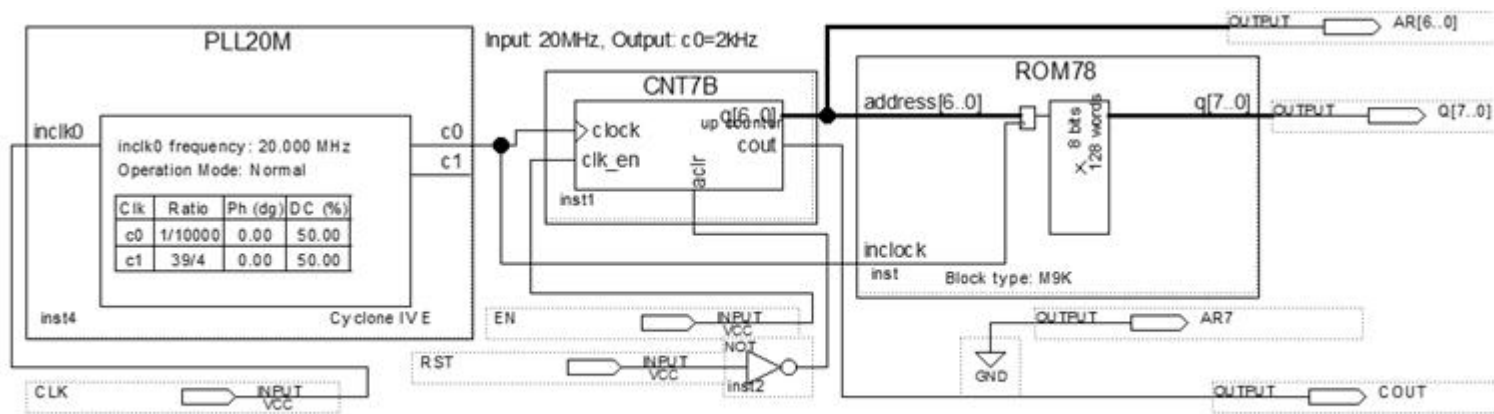 PLL20M
inclk0
inclk0 frequency: 20.000 MHz
Operation Mode: Normal
Clk Ratio Ph (dg) DC (%)
c0 1/10000 0.00 50.00
c1 39/4 0.00 50.00
c0
c1
inst4
Cyclone IV E
Input: 20MHz, Output: c0=2kHz
CNT7B
q[6..0]
up counter
clock
cout
clk_en
aclr
inst1
ROM78
address[6..0]
q[7..0]
8 bits
X
128 words
inclock
inst
Block type: M9K
OUTPUT AR[6..0]
OUTPUT Q[7..0]
EN INPUT
VCC
OUTPUT AR7
GND
RST INPUT
VCC
NOT
inst2
CLK INPUT
VCC
OUTPUT COUT